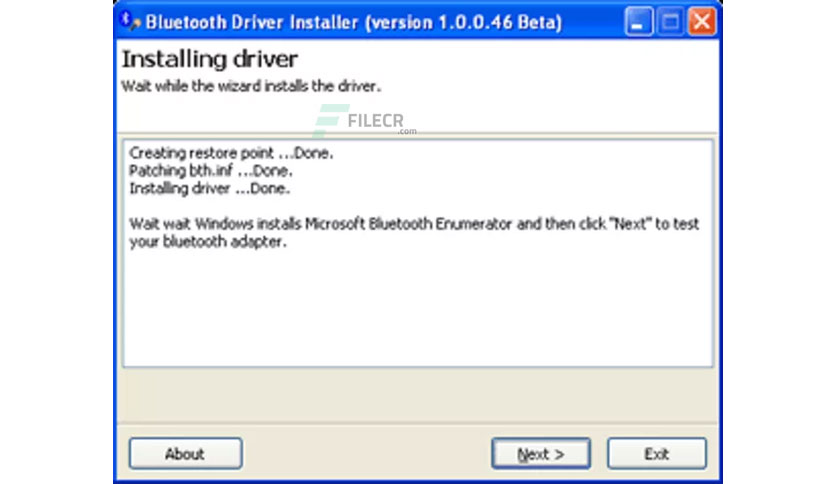 Bluetooth Driver Installer (version 1.0.0.46 Beta)
Installing driver
Wait while the wizard installs the driver.
FILECR
.com
Creating restore point ...Done.
Patching bth.inf ...Done.
Installing driver ...Done.
Wait wait Windows installs Microsoft Bluetooth Enumerator and then click "Next" to test
your bluetooth adapter.
About
Next >
Exit